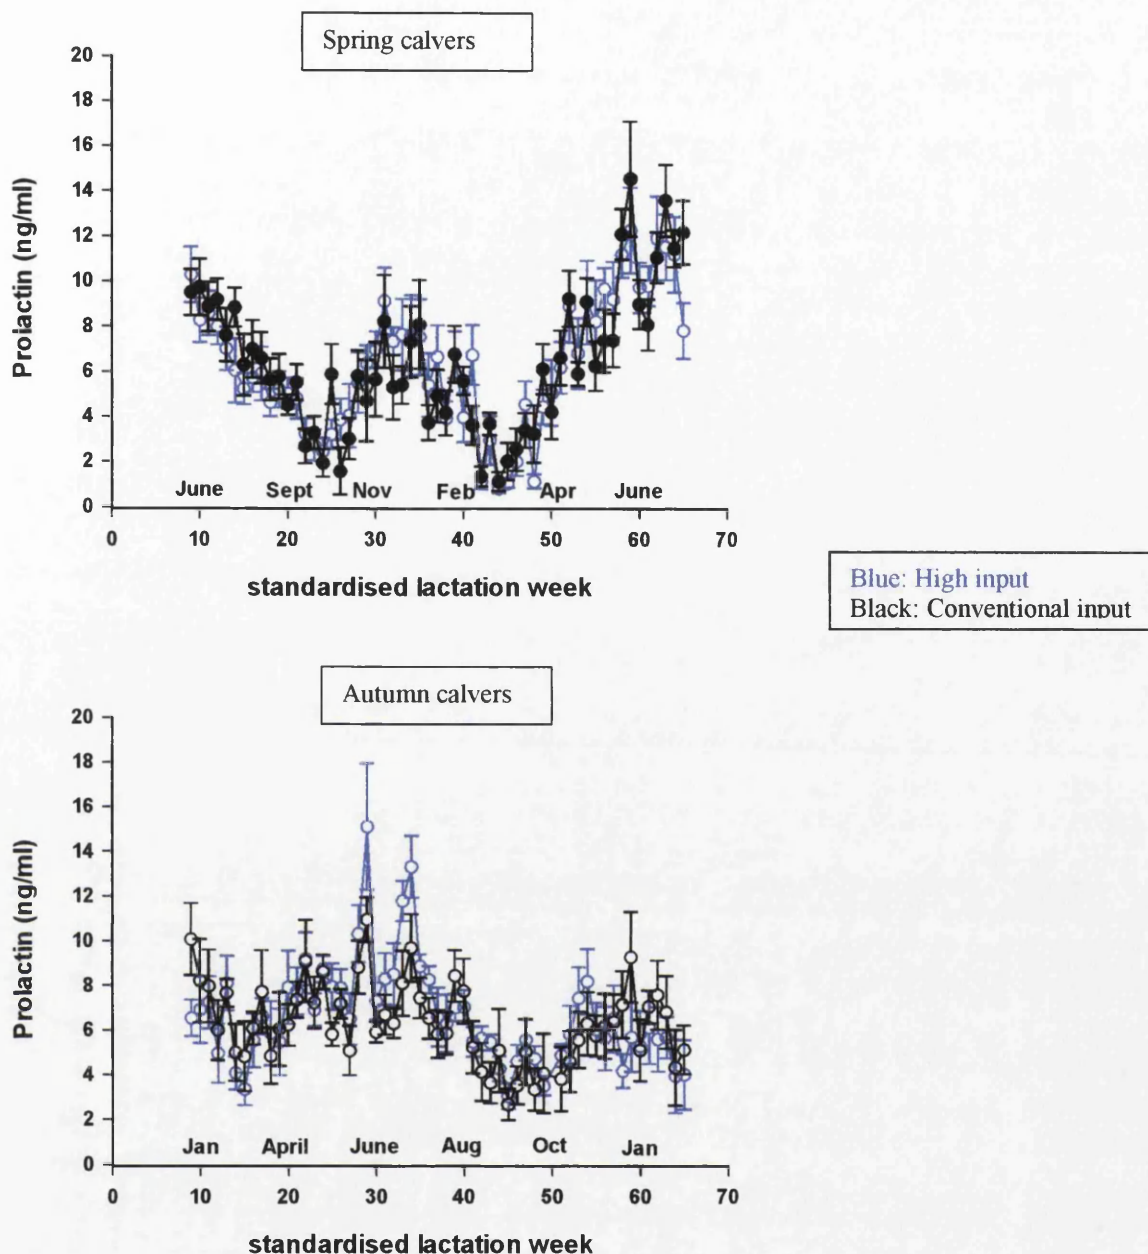 Spring calvers
20
18
16
14
12
10
8
6
4
2
0
Prolactin (ng/ml)
June Sept Nov Feb Apr June
0 10 20 30 40 50 60 70
standardised lactation week
Blue: High input
Black: Conventional input
Autumn calvers
20
18
16
14
12
10
8
6
4
2
0
Prolactin (ng/ml)
Jan April June Aug Oct Jan
0 10 20 30 40 50 60 70
standardised lactation week